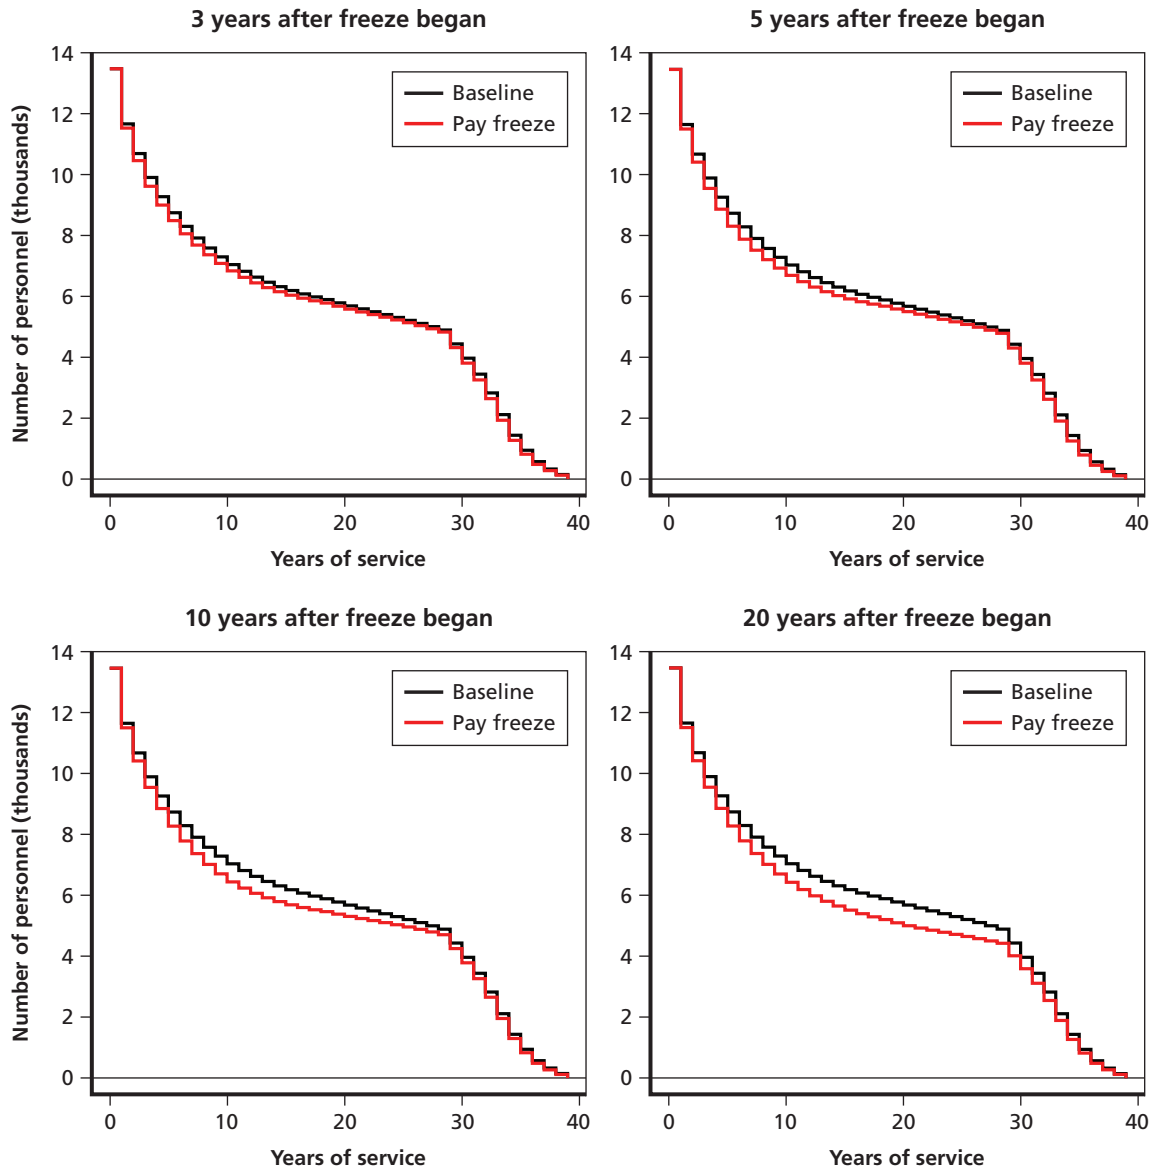 3 years after freeze began
5 years after freeze began
Number of personnel (thousands)
14
12
10
8
6
4
2
0
Baseline
Pay freeze
0
10
20
30
40
Years of service
14
12
10
8
6
4
2
0
Baseline
Pay freeze
0
10
20
30
40
Years of service
10 years after freeze began
20 years after freeze began
Number of personnel (thousands)
14
12
10
8
6
4
2
0
Baseline
Pay freeze
0
10
20
30
40
Years of service
14
12
10
8
6
4
2
0
Baseline
Pay freeze
0
10
20
30
40
Years of service